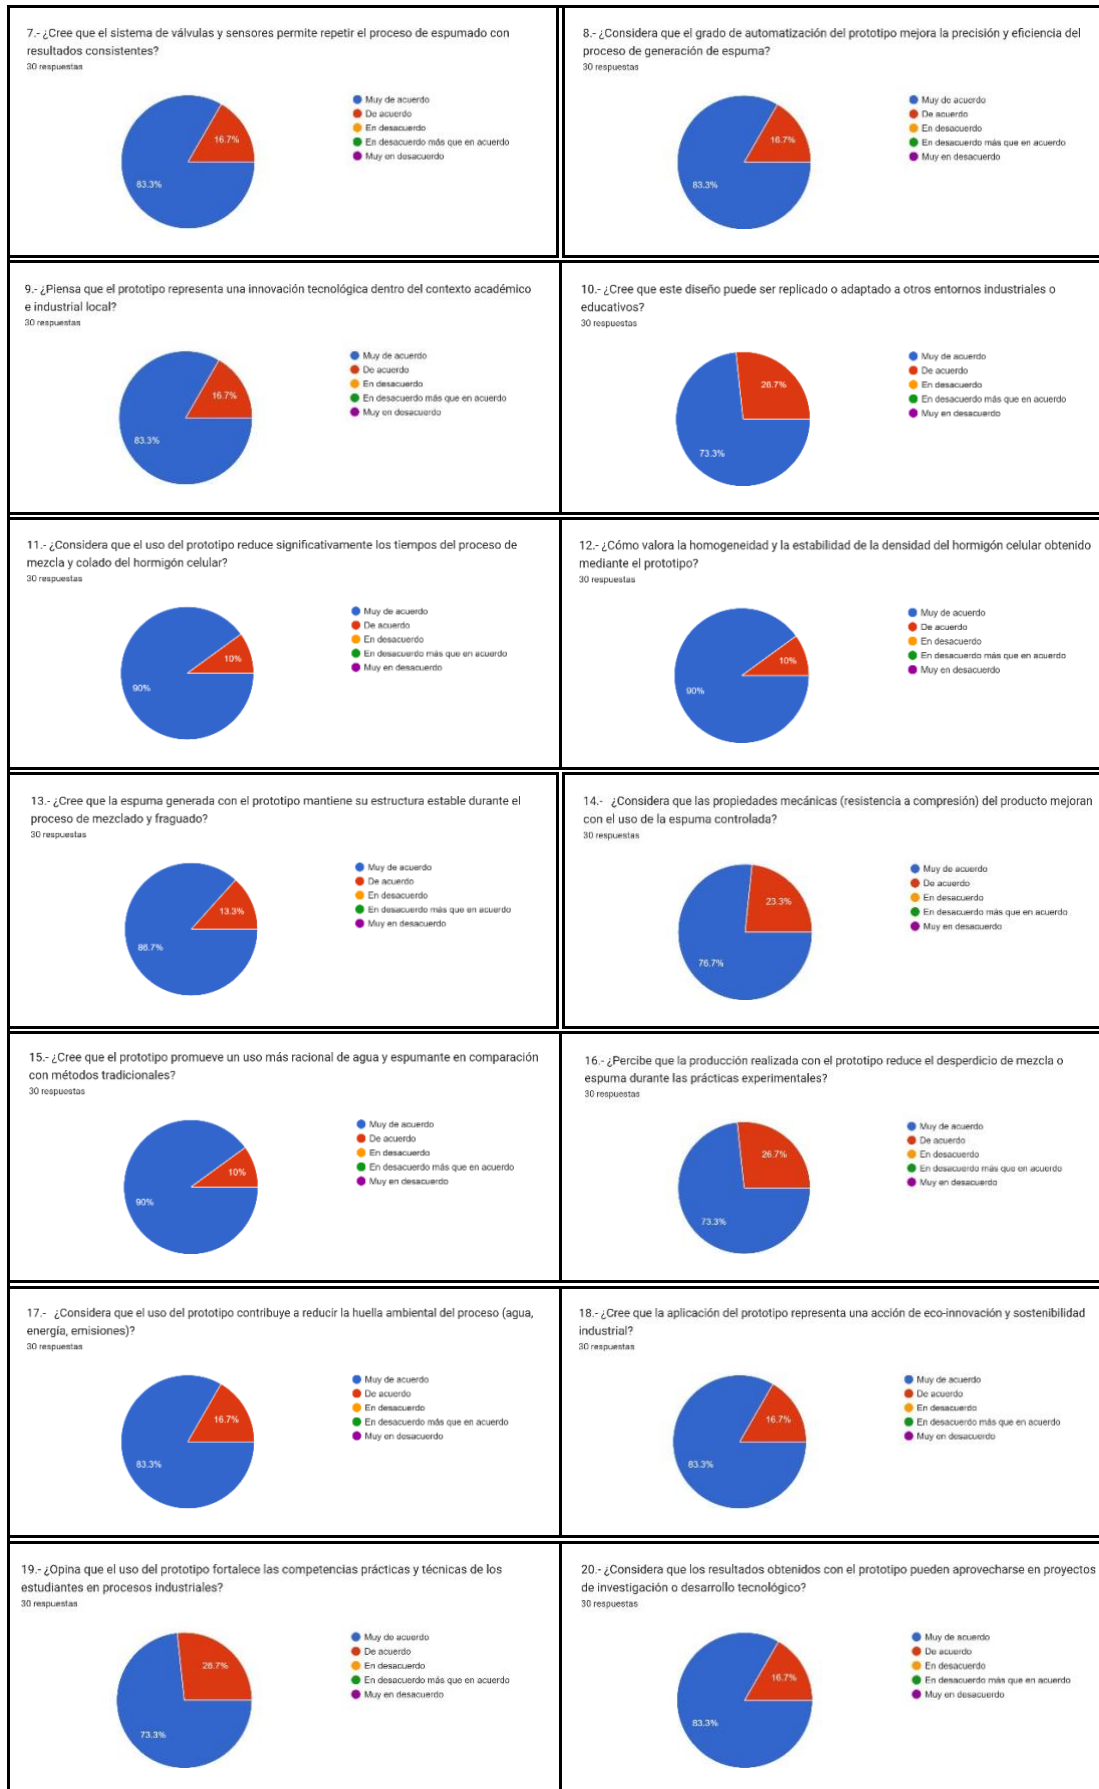 7.- ¿Cree que el sistema de válvulas y sensores permite repetir el proceso de espumado con
resultados consistentes?
30 respuestas
16.7%
83.3%
Muy de acuerdo
De acuerdo
En desacuerdo
En desacuerdo más que en acuerdo
Muy en desacuerdo
8.- ¿Considera que el grado de automatización del prototipo mejora la precisión y eficiencia del
proceso de generación de espuma?
30 respuestas
16.7%
83.3%
Muy de acuerdo
De acuerdo
En desacuerdo
En desacuerdo más que en acuerdo
Muy en desacuerdo
9.- ¿Piensa que el prototipo representa una innovación tecnológica dentro del contexto académico
e industrial local?
30 respuestas
16.7%
83.3%
Muy de acuerdo
De acuerdo
En desacuerdo
En desacuerdo más que en acuerdo
Muy en desacuerdo
10.- ¿Cree que este diseño puede ser replicado o adaptado a otros entornos industriales o
educativos?
30 respuestas
26.7%
73.3%
Muy de acuerdo
De acuerdo
En desacuerdo
En desacuerdo más que en acuerdo
Muy en desacuerdo
11.- ¿Considera que el uso del prototipo reduce significativamente los tiempos del proceso de
mezcla y colado del hormigón celular?
30 respuestas
10%
90%
Muy de acuerdo
De acuerdo
En desacuerdo
En desacuerdo más que en acuerdo
Muy en desacuerdo
12.- ¿Cómo valora la homogeneidad y la estabilidad de la densidad del hormigón celular obtenido
mediante el prototipo?
30 respuestas
10%
90%
Muy de acuerdo
De acuerdo
En desacuerdo
En desacuerdo más que en acuerdo
Muy en desacuerdo
13.- ¿Cree que la espuma generada con el prototipo mantiene su estructura estable durante el
proceso de mezclado y fraguado?
30 respuestas
13.3%
86.7%
Muy de acuerdo
De acuerdo
En desacuerdo
En desacuerdo más que en acuerdo
Muy en desacuerdo
14.- ¿Considera que las propiedades mecánicas (resistencia a compresión) del producto mejoran
con el uso de la espuma controlada?
30 respuestas
23.3%
76.7%
Muy de acuerdo
De acuerdo
En desacuerdo
En desacuerdo más que en acuerdo
Muy en desacuerdo
15.- ¿Cree que el prototipo promueve un uso más racional de agua y espumante en comparación
con métodos tradicionales?
30 respuestas
10%
90%
Muy de acuerdo
De acuerdo
En desacuerdo
En desacuerdo más que en acuerdo
Muy en desacuerdo
16.- ¿Percibe que la producción realizada con el prototipo reduce el desperdicio de mezcla o
espuma durante las prácticas experimentales?
30 respuestas
26.7%
73.3%
Muy de acuerdo
De acuerdo
En desacuerdo
En desacuerdo más que en acuerdo
Muy en desacuerdo
17.- ¿Considera que el uso del prototipo contribuye a reducir la huella ambiental del proceso (agua,
energía, emisiones)?
30 respuestas
16.7%
83.3%
Muy de acuerdo
De acuerdo
En desacuerdo
En desacuerdo más que en acuerdo
Muy en desacuerdo
18.- ¿Cree que la aplicación del prototipo representa una acción de eco-innovación y sostenibilidad
industrial?
30 respuestas
16.7%
83.3%
Muy de acuerdo
De acuerdo
En desacuerdo
En desacuerdo más que en acuerdo
Muy en desacuerdo
19.- ¿Opina que el uso del prototipo fortalece las competencias prácticas y técnicas de los
estudiantes en procesos industriales?
30 respuestas
26.7%
73.3%
Muy de acuerdo
De acuerdo
En desacuerdo
En desacuerdo más que en acuerdo
Muy en desacuerdo
20.- ¿Considera que los resultados obtenidos con el prototipo pueden aprovecharse en proyectos
de investigación o desarrollo tecnológico?
30 respuestas
16.7%
83.3%
Muy de acuerdo
De acuerdo
En desacuerdo
En desacuerdo más que en acuerdo
Muy en desacuerdo